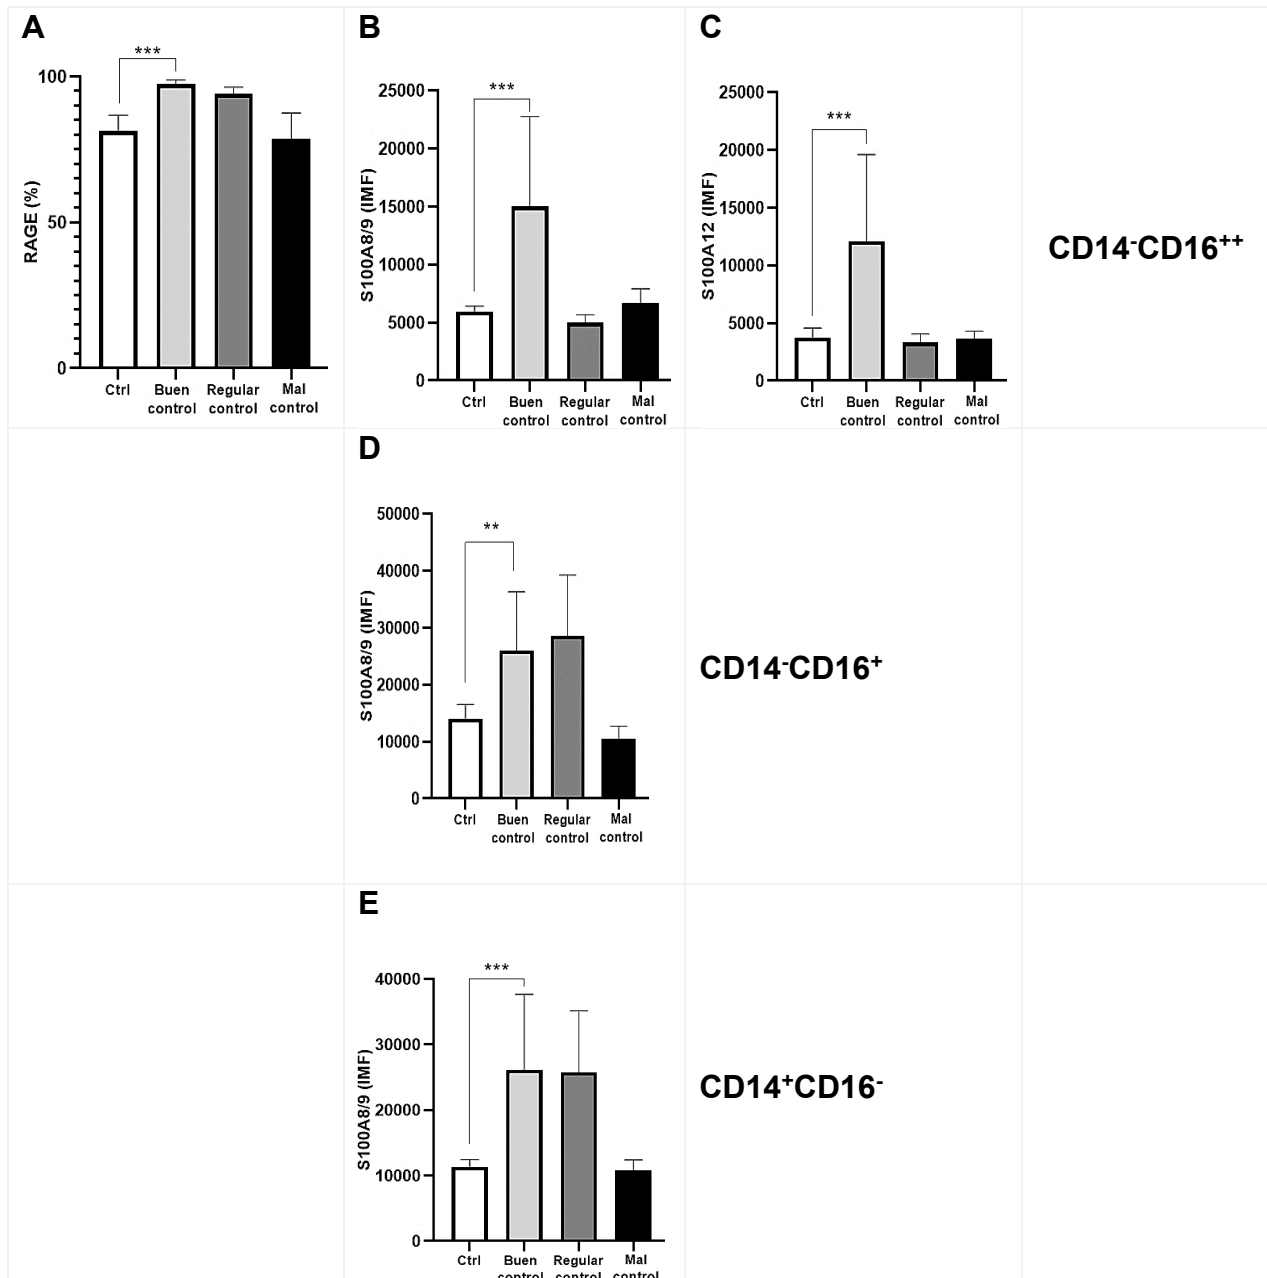 A
***
100
50
0
RAGE (%)
Ctrl
Buen
control
Regular
control
Mal
control
B
***
25000
20000
15000
10000
5000
0
S100A8/9 (IMF)
Ctrl
Buen
control
Regular
control
Mal
control
C
***
25000
20000
15000
10000
5000
0
S100A12 (IMF)
Ctrl
Buen
control
Regular
control
Mal
control
CD14⁻CD16⁺⁺
D
**
50000
40000
30000
20000
10000
0
S100A8/9 (IMF)
Ctrl
Buen
control
Regular
control
Mal
control
CD14⁻CD16⁺
E
***
40000
30000
20000
10000
0
S100A8/9 (IMF)
Ctrl
Buen
control
Regular
control
Mal
control
CD14⁺CD16⁻